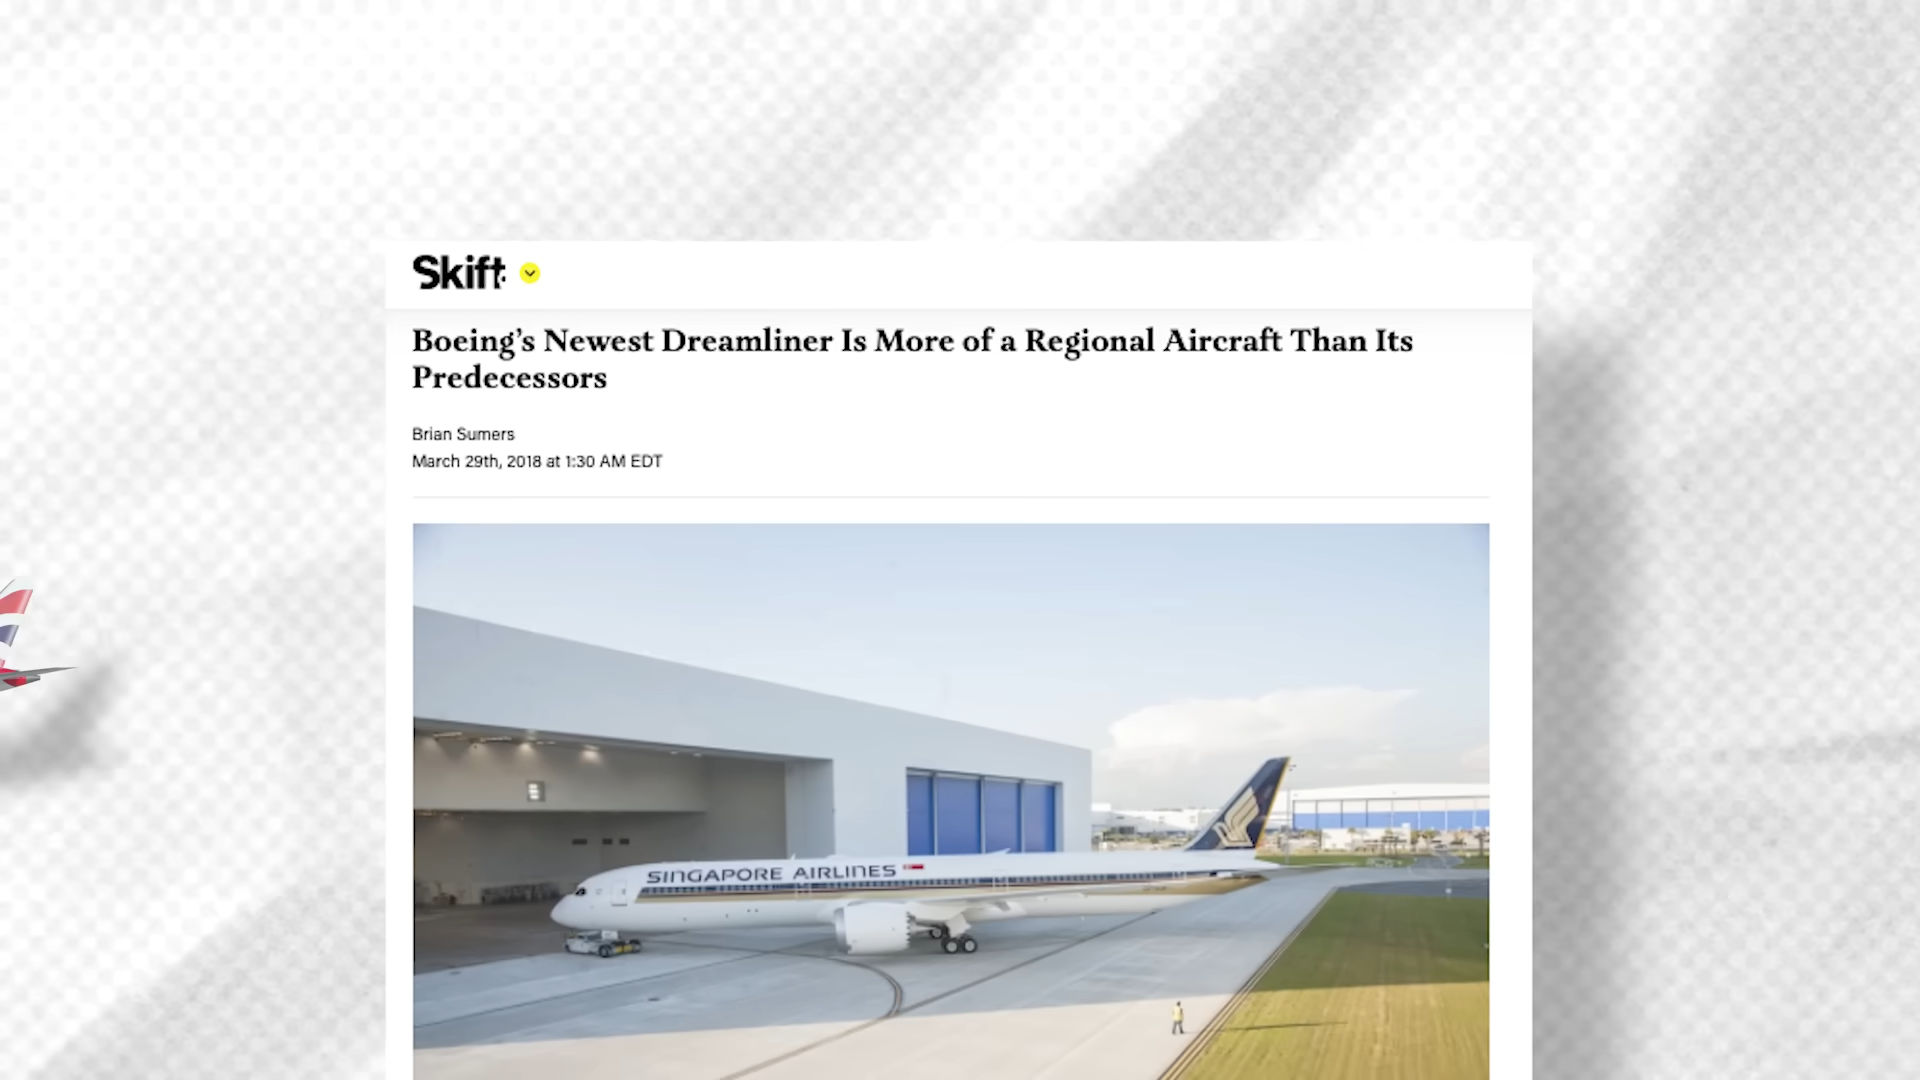 Skift
Boeing’s Newest Dreamliner Is More of a Regional Aircraft Than Its
Predecessors
Brian Sumers
March 29th, 2018 at 1:30 AM EDT
SINGAPORE AIRLINES